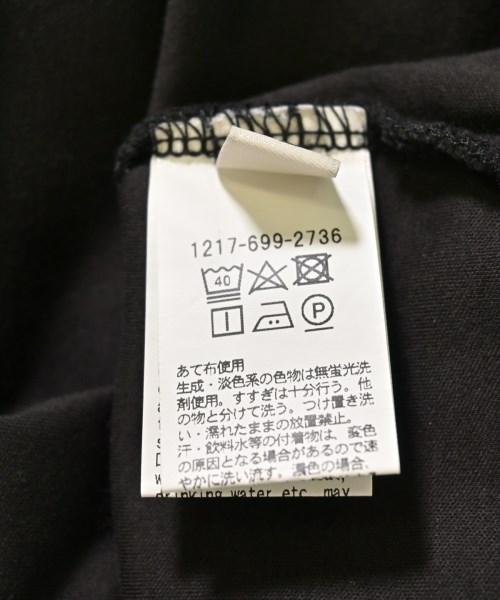 1217-699-2736
40
P
あて布使用
生成・淡色系の色物は無蛍光洗
剤使用。すすぎは十分行う。他
の物と分けて洗う。つけ置き洗
い・濡れたままの放置禁止。
汗・飲料水等の付着物は、変色
の原因となる場合があるので速
やかに洗い流す。濃色の場合、
drinking water etc. may